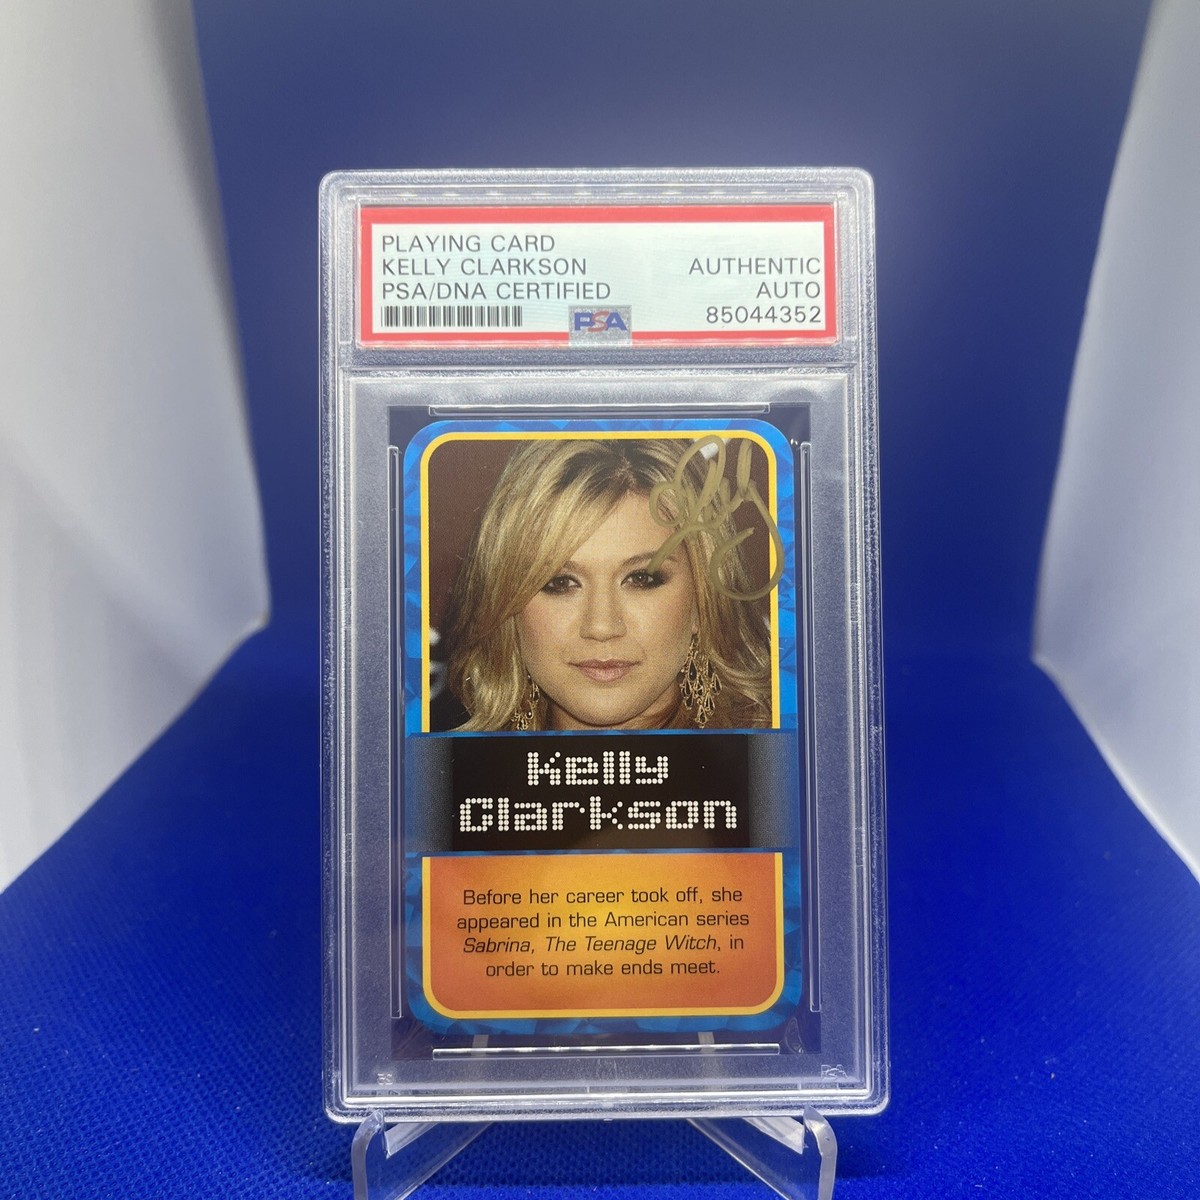 PLAYING CARD
KELLY CLARKSON
PSA/DNA CERTIFIED
AUTHENTIC
AUTO
85044352
PSA
Kelly
Clarkson
Before her career took off, she
appeared in the American series
Sabrina, The Teenage Witch, in
order to make ends meet.
PSA